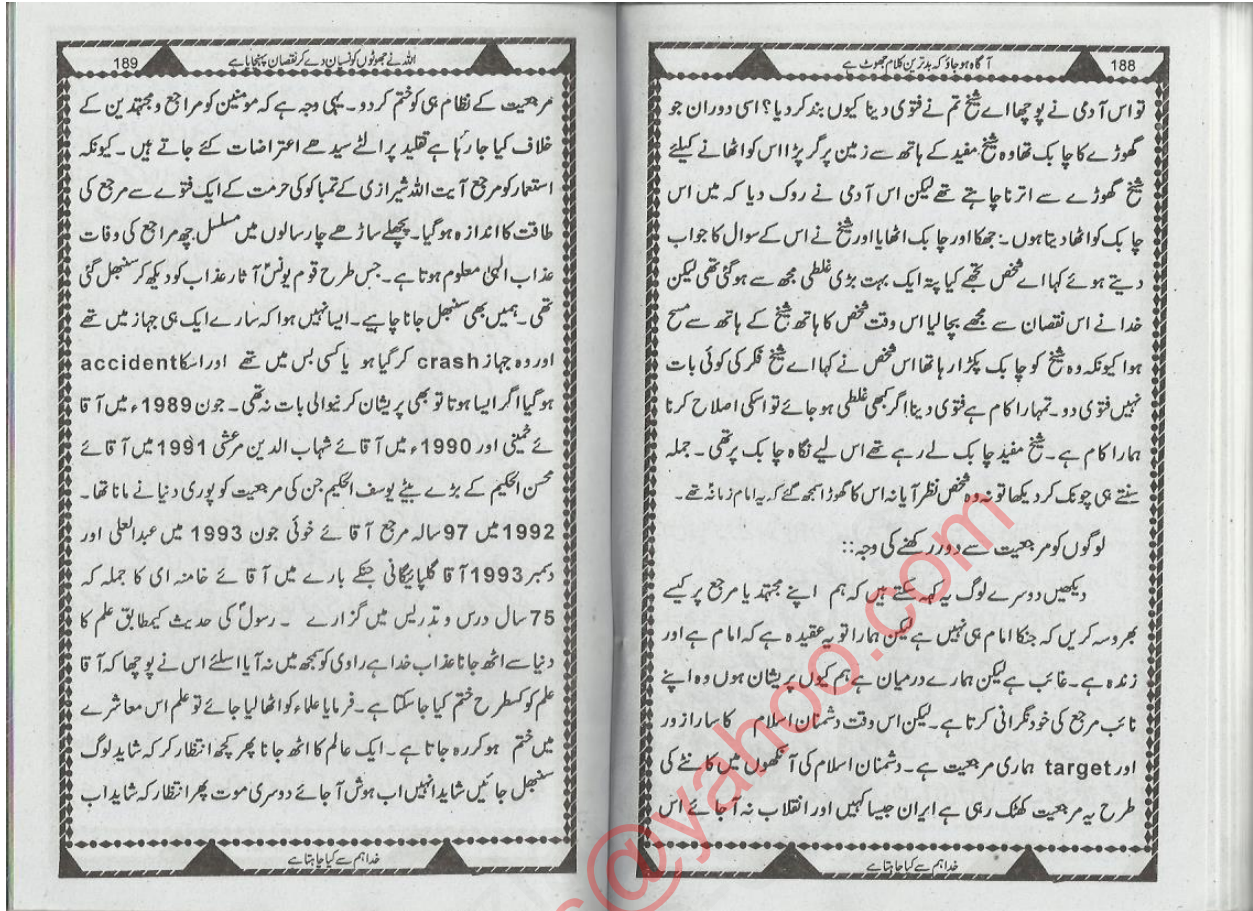 188
آگاہ ہو جاؤ کہ بدترین کلام جھوٹ ہے
تو اس آدمی نے پوچھا اے شیخ تم نے فتویٰ دینا کیوں بند کر دیا؟ اسی دوران جو
گھوڑے کا چابک تھا وہ شیخ مفید کے ہاتھ سے زمین پر گر پڑا اس کو اٹھانے کیلئے
شیخ گھوڑے سے اترنا چاہتے تھے لیکن اس آدمی نے روک دیا کہ میں اس
چابک کو اٹھا دیتا ہوں۔ جھکا اور چابک اٹھایا اور شیخ نے اس کے سوال کا جواب
دیتے ہوئے کہا اے شخص تجھے کیا پتہ ایک بہت بڑی غلطی مجھ سے ہو گئی تھی لیکن
خدا نے اس نقصان سے مجھے بچا لیا اس وقت شخص کا ہاتھ شیخ کے ہاتھ سے مسح
ہوا کیونکہ وہ شیخ کو چابک پکڑا رہا تھا اس شخص نے کہا اے شیخ فکر کی کوئی بات
نہیں فتویٰ دو۔ تمہارا کام ہے فتویٰ دینا اگر کبھی غلطی ہو جائے تو اسکی اصلاح کرنا
ہمارا کام ہے۔ شیخ مفید چابک لے رہے تھے اس لیے نگاہ چابک پر تھی۔ جملہ
سنتے ہی چونک کر دیکھا تو نہ وہ شخص نظر آیا نہ اس کا گھوڑا سمجھ گئے کہ یہ امام زمانہؑ تھے۔
لوگوں کو مرجعیت سے دور رکھنے کی وجہ::
دیکھیں دوسرے لوگ یہ کہہ سکتے ہیں کہ ہم اپنے مجتہد یا مرجع پر کیسے
بھروسہ کریں کہ جنکا امام ہی نہیں ہے لیکن ہمارا تو یہ عقیدہ ہے کہ امام ہے اور
زندہ ہے۔ غائب ہے لیکن ہمارے درمیان ہے ہم کیوں پریشان ہوں وہ اپنے
نائب مرجع کی خود نگرانی کرتا ہے۔ لیکن اس وقت دشمنان اسلام کا سارا زور
اور target ہماری مرجعیت ہے۔ دشمنان اسلام کی آنکھوں میں کانٹے کی
طرح یہ مرجعیت کھٹک رہی ہے ایران جیسا کہیں اور انقلاب نہ آجائے اس
خدا ہم سے کیا چاہتا ہے
189
اللہ نے جھوٹوں کو نسیان دے کر نقصان پہنچایا ہے
مرجعیت کے نظام ہی کو ختم کر دو۔ یہی وجہ ہے کہ مومنین کو مراجع و مجتہدین کے
خلاف کیا جا رہا ہے تقلید پر الٹے سیدھے اعتراضات کئے جاتے ہیں۔ کیونکہ
استعمار کو مرجع آیت اللہ شیرازی کے تمباکو کی حرمت کے ایک فتوے سے مرجع کی
طاقت کا اندازہ ہو گیا۔ پچھلے ساڑھے چار سالوں میں مسلسل چھ مراجع کی وفات
عذاب الہیٰ معلوم ہوتا ہے۔ جس طرح قوم یونسؑ آثار عذاب کو دیکھ کر سنبھل گئی
تھی۔ ہمیں بھی سنبھل جانا چاہیے۔ ایسا نہیں ہوا کہ سارے ایک ہی جہاز میں تھے
اور وہ جہاز crash کر گیا ہو یا کسی بس میں تھے اور اسکا accident
ہو گیا اگر ایسا ہوتا تو بھی پریشان کرنیوالی بات نہ تھی۔ جون 1989ء میں آقا
ئے خمینی اور 1990ء میں آقائے شہاب الدین مرعشی 1991 میں آقائے
محسن الحکیم کے بڑے بیٹے یوسف الحکیم جن کی مرجعیت کو پوری دنیا نے مانا تھا۔
1992 میں 97 سالہ مرجع آقائے خوئی جون 1993 میں عبدالعلی اور
دسمبر 1993 آقا گلپایگانی جنکے بارے میں آقائے خامنہ ای کا جملہ کہ
75 سال درس و تدریس میں گزارے ۔ رسولؐ کی حدیث کیمطابق علم کا
دنیا سے اٹھ جانا عذاب خدا ہے راوی کو سمجھ میں نہ آیا اسلئے اس نے پوچھا کہ آقا
علم کو کسطرح ختم کیا جا سکتا ہے۔ فرمایا علماء کو اٹھا لیا جائے تو علم اس معاشرے
میں ختم ہو کر رہ جاتا ہے۔ ایک عالم کا اٹھ جانا پھر کچھ انتظار کر کہ شاید لوگ
سنبھل جائیں شاید انہیں اب ہوش آ جائے دوسری موت پھر انتظار کہ شاید اب
خدا ہم سے کیا چاہتا ہے
s@yahoo.com